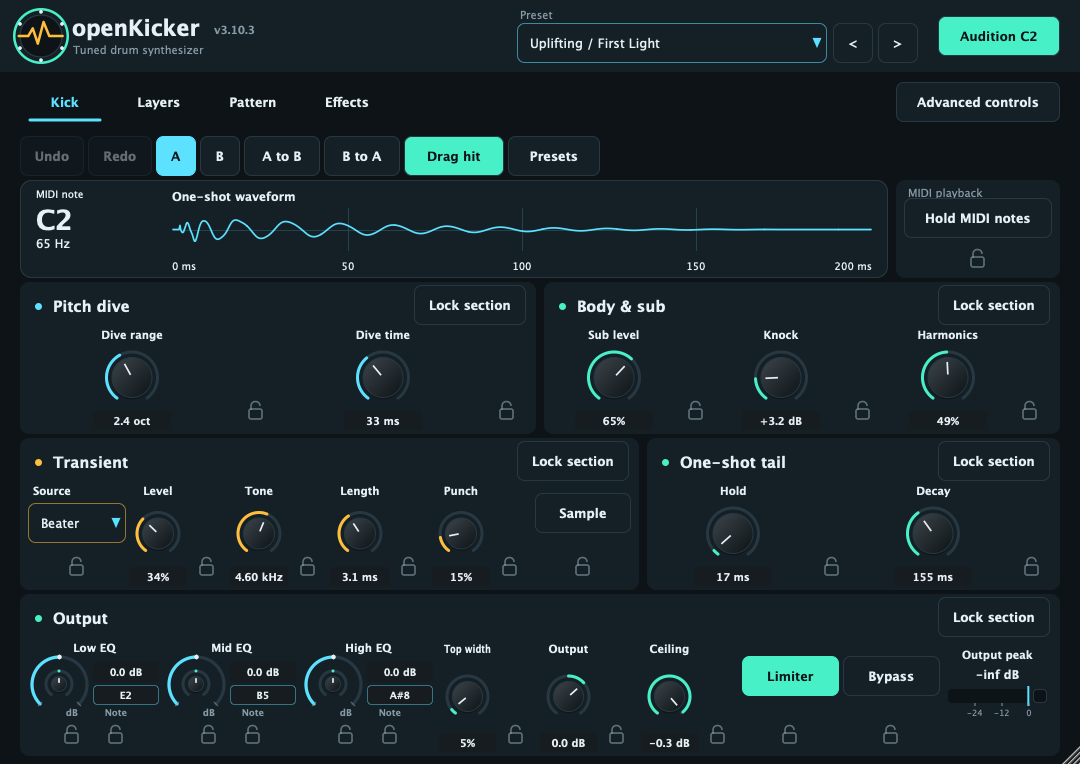 openKicker v3.10.3
Tuned drum synthesizer
Preset
Uplifting / First Light
<
>
Audition C2
Kick
Layers
Pattern
Effects
Advanced controls
Undo
Redo
A
B
A to B
B to A
Drag hit
Presets
MIDI note
C2
65 Hz
One-shot waveform
0 ms
50
100
150
200 ms
MIDI playback
Hold MIDI notes
Pitch dive
Lock section
Dive range
Dive time
2.4 oct
33 ms
Body & sub
Lock section
Sub level
Knock
Harmonics
65%
+3.2 dB
49%
Transient
Lock section
Source
Level
Tone
Length
Punch
Beater
Sample
34%
4.60 kHz
3.1 ms
15%
One-shot tail
Lock section
Hold
Decay
17 ms
155 ms
Output
Lock section
Low EQ
0.0 dB
E2
dB
Note
Mid EQ
0.0 dB
B5
dB
Note
High EQ
0.0 dB
A#8
dB
Note
Top width
5%
Output
0.0 dB
Ceiling
-0.3 dB
Limiter
Bypass
Output peak
-inf dB
-24
-12
0